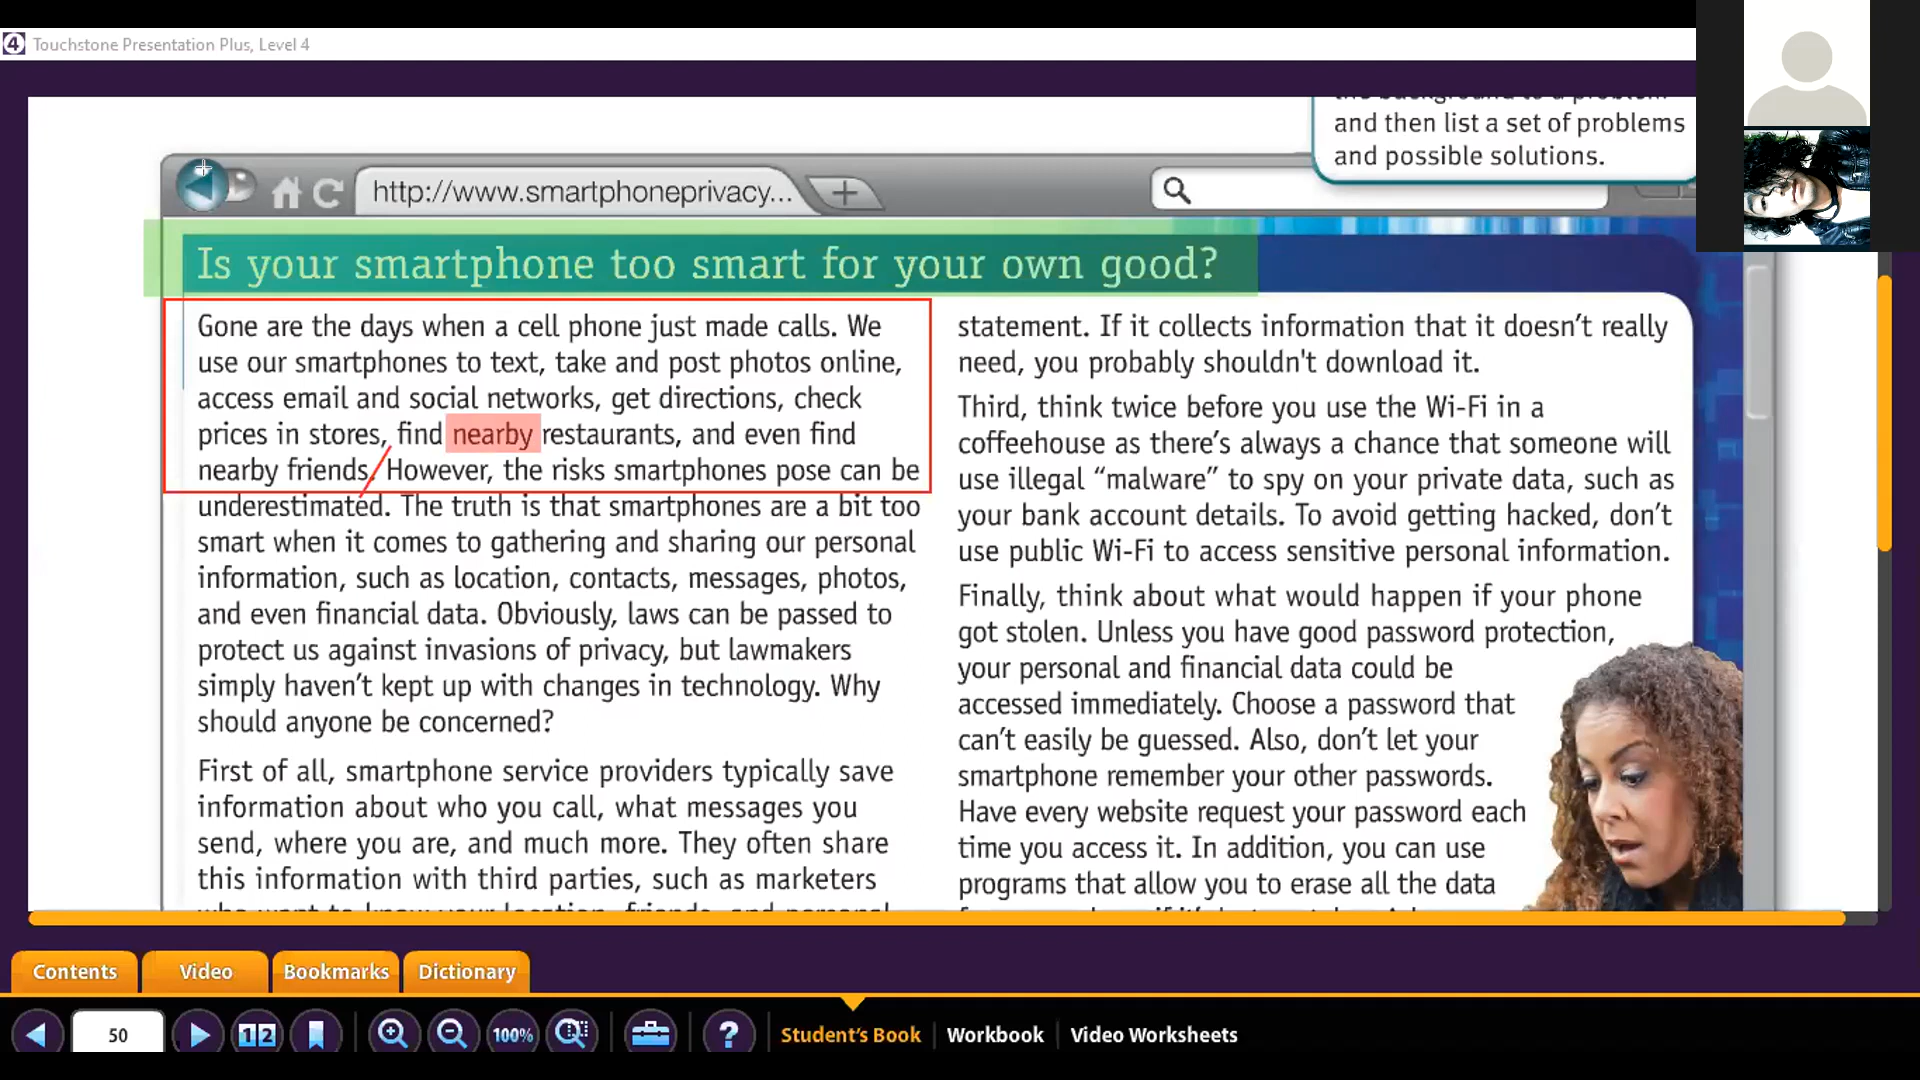 Touchstone Presentation Plus, Level 4
and then list a set of problems
and possible solutions.
http://www.smartphoneprivacy...
Is your smartphone too smart for your own good?
Gone are the days when a cell phone just made calls. We
use our smartphones to text, take and post photos online,
access email and social networks, get directions, check
prices in stores, find nearby restaurants, and even find
nearby friends. However, the risks smartphones pose can be
underestimated. The truth is that smartphones are a bit too
smart when it comes to gathering and sharing our personal
information, such as location, contacts, messages, photos,
and even financial data. Obviously, laws can be passed to
protect us against invasions of privacy, but lawmakers
simply haven't kept up with changes in technology. Why
should anyone be concerned?
First of all, smartphone service providers typically save
information about who you call, what messages you
send, where you are, and much more. They often share
this information with third parties, such as marketers
who want to know your location, friends, and personal
statement. If it collects information that it doesn't really
need, you probably shouldn't download it.
Third, think twice before you use the Wi-Fi in a
coffeehouse as there's always a chance that someone will
use illegal "malware" to spy on your private data, such as
your bank account details. To avoid getting hacked, don't
use public Wi-Fi to access sensitive personal information.
Finally, think about what would happen if your phone
got stolen. Unless you have good password protection,
your personal and financial data could be
accessed immediately. Choose a password that
can't easily be guessed. Also, don't let your
smartphone remember your other passwords.
Have every website request your password each
time you access it. In addition, you can use
programs that allow you to erase all the data
Contents
Video
Bookmarks
Dictionary
50
12
100%
?
Student's Book
Workbook
Video Worksheets